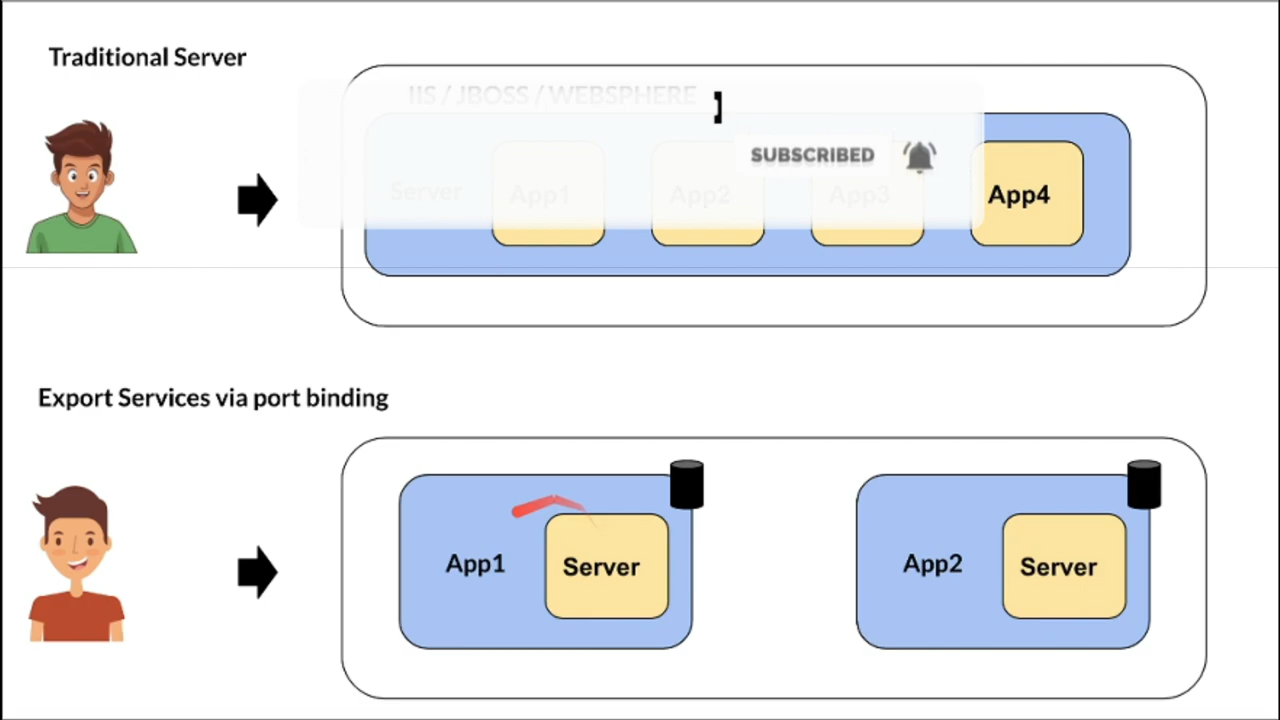 Traditional Server
IIS / JBOSS / WEBSPHERE
SUBSCRIBED
Server App1 App2 App3 App4
Export Services via port binding
App1 Server App2 Server